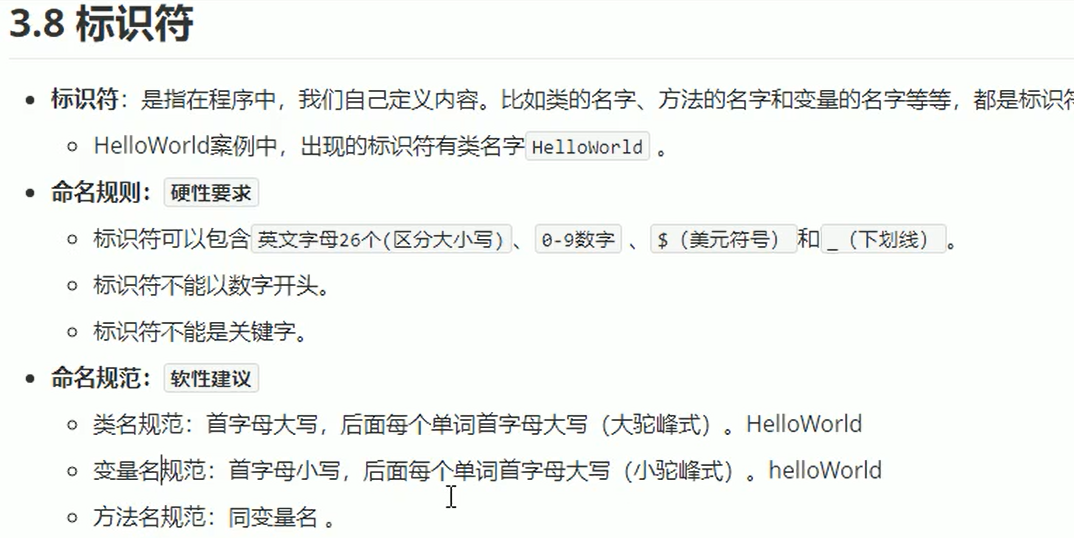 3.8 标识符
标识符：是指在程序中，我们自己定义内容。比如类的名字、方法的名字和变量的名字等等，都是标识
HelloWorld案例中，出现的标识符有类名字 HelloWorld 。
命名规则： 硬性要求
标识符可以包含 英文字母26个(区分大小写) 、 0-9数字 、 $（美元符号） 和 _（下划线） 。
标识符不能以数字开头。
标识符不能是关键字。
命名规范： 软性建议
类名规范：首字母大写，后面每个单词首字母大写（大驼峰式）。HelloWorld
变量名规范：首字母小写，后面每个单词首字母大写（小驼峰式）。helloWorld
方法名规范：同变量名 。